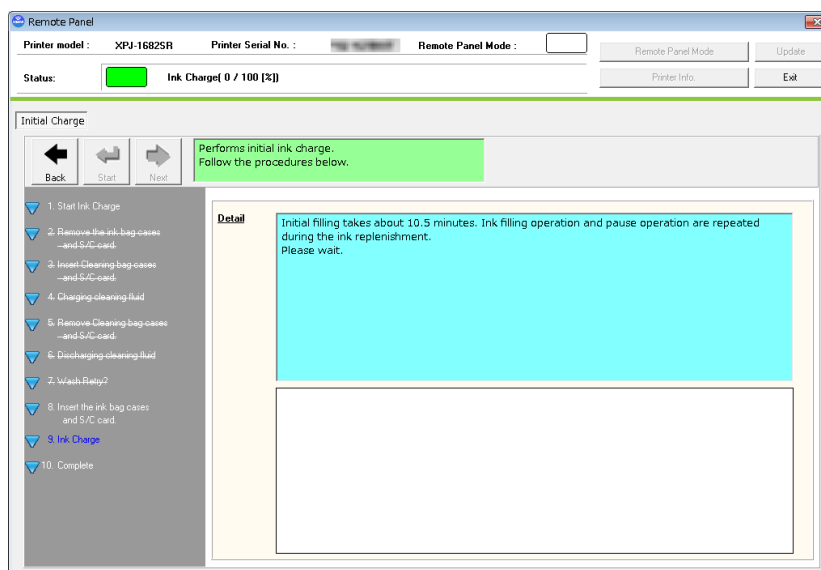 Remote Panel
Printer model : XPJ-1682SR Printer Serial No. : Remote Panel Mode :
Remote Panel Mode Update
Status: Ink Charge( 0 / 100 [%])
Printer Info. Exit
Initial Charge
Back Start Next
Performs initial ink charge.
Follow the procedures below.
1. Start Ink Charge
2. Remove the ink bag cases
and S/C card.
3. Insert Cleaning bag cases
and S/C card.
4. Charging cleaning fluid
5. Remove Cleaning bag cases
and S/C card.
6. Discharging cleaning fluid
7. Wash Retry?
8. Insert the ink bag cases
and S/C card.
9. Ink Charge
10. Complete
Detail
Initial filling takes about 10.5 minutes. Ink filling operation and pause operation are repeated
during the ink replenishment.
Please wait.